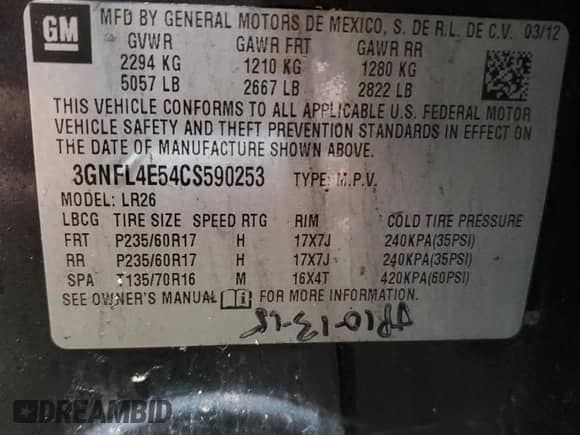 GM
MFD BY GENERAL MOTORS DE MEXICO, S. DE R.L. DE C.V. 03/12
GVWR GAWR FRT GAWR RR
2294 KG 1210 KG 1280 KG
5057 LB 2667 LB 2822 LB
THIS VEHICLE CONFORMS TO ALL APPLICABLE U.S. FEDERAL MOTOR
VEHICLE SAFETY AND THEFT PREVENTION STANDARDS IN EFFECT ON
THE DATE OF MANUFACTURE SHOWN ABOVE.
3GNFL4E54CS590253 TYPE: M.P.V.
MODEL: LR26
LBCG TIRE SIZE SPEED RTG RIM COLD TIRE PRESSURE
FRT P235/60R17 H 17X7J 240KPA(35PSI)
RR P235/60R17 H 17X7J 240KPA(35PSI)
SPA T135/70R16 M 16X4T 420KPA(60PSI)
SEE OWNER'S MANUAL FOR MORE INFORMATION.
DREAMBID